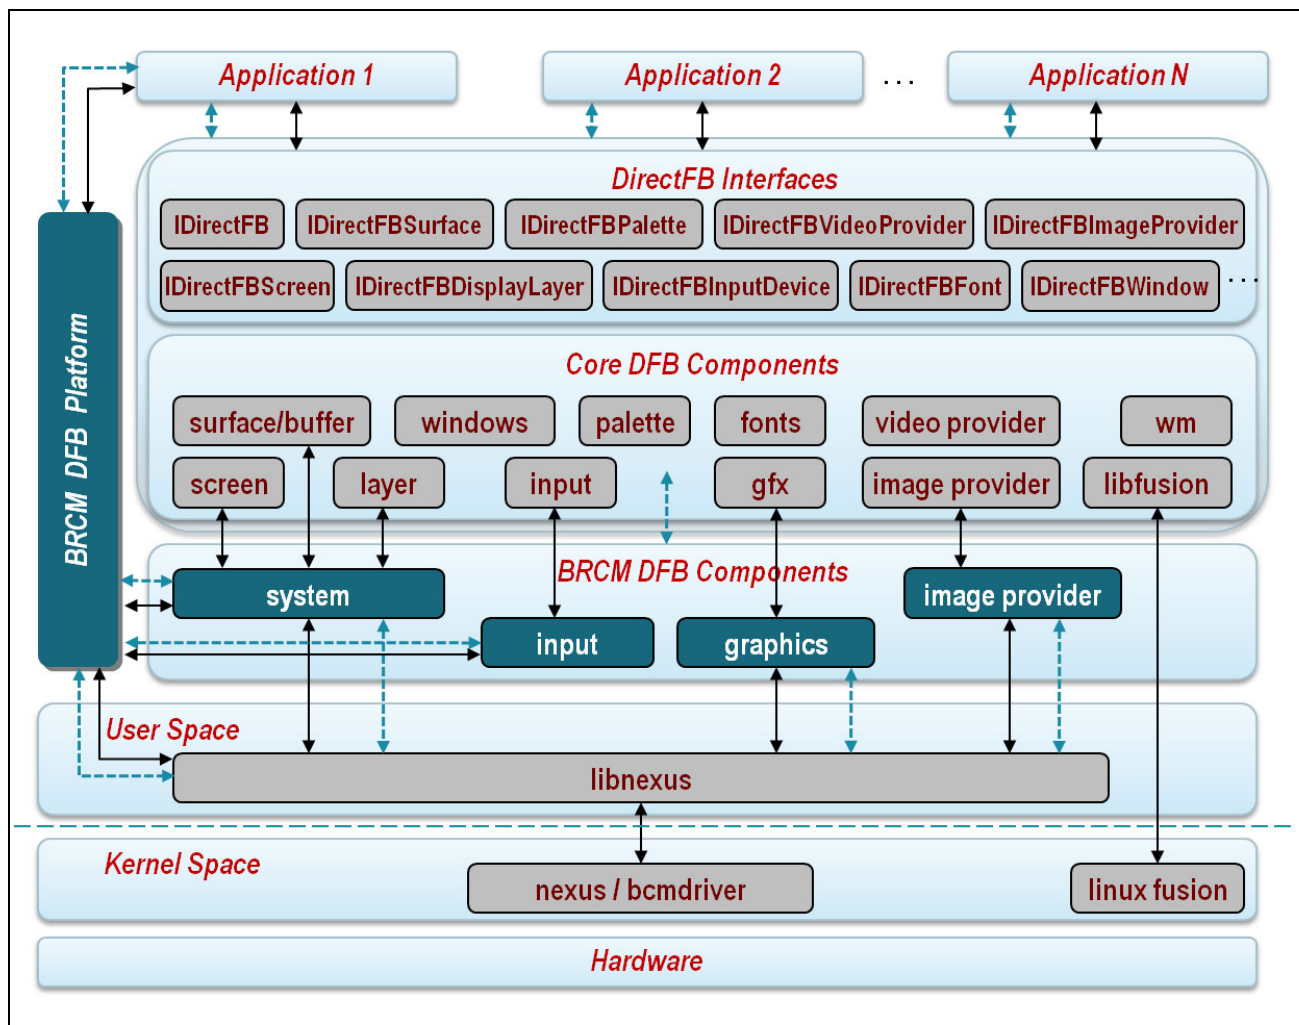 Application 1
Application 2
...
Application N
DirectFB Interfaces
IDirectFB
IDirectFBSurface
IDirectFBPalette
IDirectFBVideoProvider
IDirectFBImageProvider
IDirectFBScreen
IDirectFBDisplayLayer
IDirectFBInputDevice
IDirectFBFont
IDirectFBWindow
...
BRCM DFB Platform
Core DFB Components
surface/buffer
windows
palette
fonts
video provider
wm
screen
layer
input
gfx
image provider
libfusion
BRCM DFB Components
system
image provider
input
graphics
User Space
libnexus
Kernel Space
nexus / bcmdriver
linux fusion
Hardware